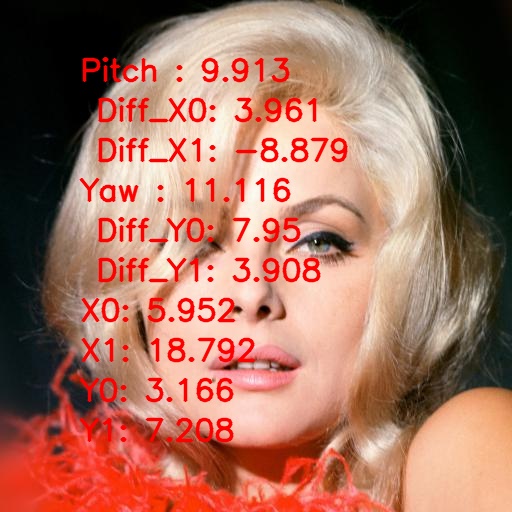 Pitch : 9.913
Diff_X0: 3.961
Diff_X1: -8.879
Yaw : 11.116
Diff_Y0: 7.95
Diff_Y1: 3.908
X0: 5.952
X1: 18.792
Y0: 3.166
Y1: 7.208